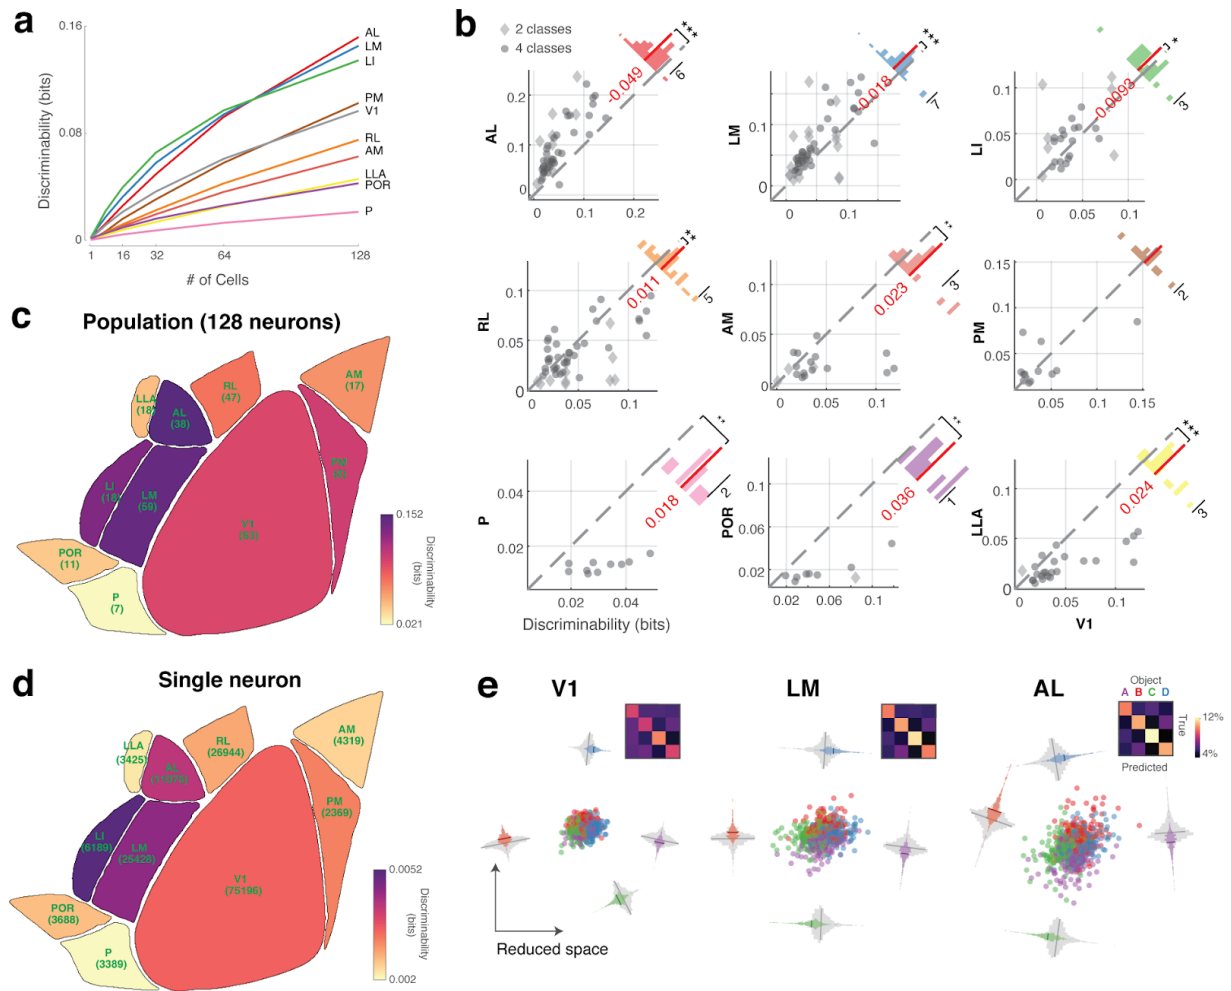 a
0.16
0.08
0
Discriminability (bits)
1
16
32
64
128
# of Cells
AL
LM
LI
PM
V1
RL
AM
LLA
POR
P
b
2 classes
4 classes
AL
0.2
0.1
0
0
0.1
0.2
-0.049
***
6
LM
0.1
0
0
0.1
-0.018
***
7
LI
0.1
0.05
0
0
0.05
0.1
-0.0093
*
3
RL
0.1
0.05
0
0
0.05
0.1
0.011
**
5
AM
0.1
0.05
0
0
0.05
0.1
0.023
**
3
PM
0.15
0.1
0.05
0.05
0.1
0.15
2
P
0.04
0.02
0.02
0.04
0.018
**
2
Discriminability (bits)
POR
0.1
0.06
0.02
0.02
0.06
0.1
0.036
**
1
LLA
0.1
0.05
0
0
0.05
0.1
0.024
***
3
V1
c
Population (128 neurons)
LLA
(18)
AL
(38)
RL
(47)
AM
(17)
LI
(18)
LM
(59)
V1
PM
POR
(11)
P
(7)
0.152
0.021
Discriminability
(bits)
d
Single neuron
LLA
(3425)
AL
RL
(26944)
AM
(4319)
LI
(6189)
LM
(25428)
V1
(75196)
PM
(2369)
POR
(3688)
P
(3389)
0.0052
0.002
Discriminability
(bits)
e
V1
LM
AL
Object
A B C D
True
12%
4%
Predicted
Reduced space